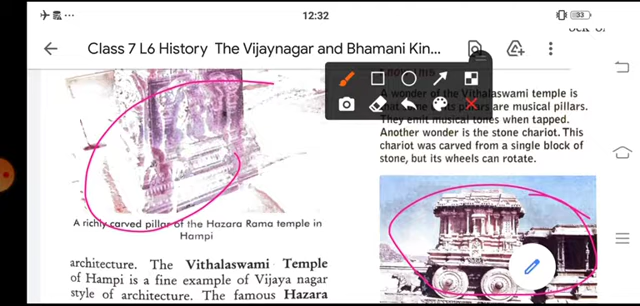 12:32
33
Class 7 L6 History The Vijaynagar and Bhamani Kin...
A richly carved pillar of the Hazara Rama temple in
Hampi
architecture. The Vithalaswami Temple
of Hampi is a fine example of Vijaya nagar
style of architecture. The famous Hazara
A wonder of the Vithalaswami temple is
are musical pillars.
They emit musical tones when tapped.
Another wonder is the stone chariot. This
chariot was carved from a single block of
stone, but its wheels can rotate.